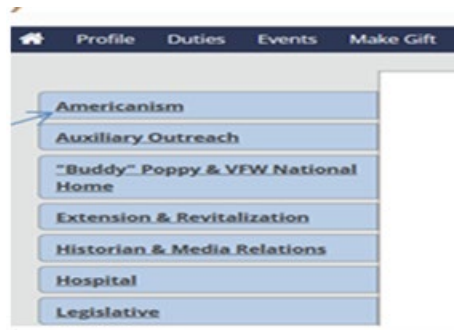 Profile Duties Events Make Gift
Americanism
Auxiliary Outreach
"Buddy" Poppy & VFW National
Home
Extension & Revitalization
Historian & Media Relations
Hospital
Legislative